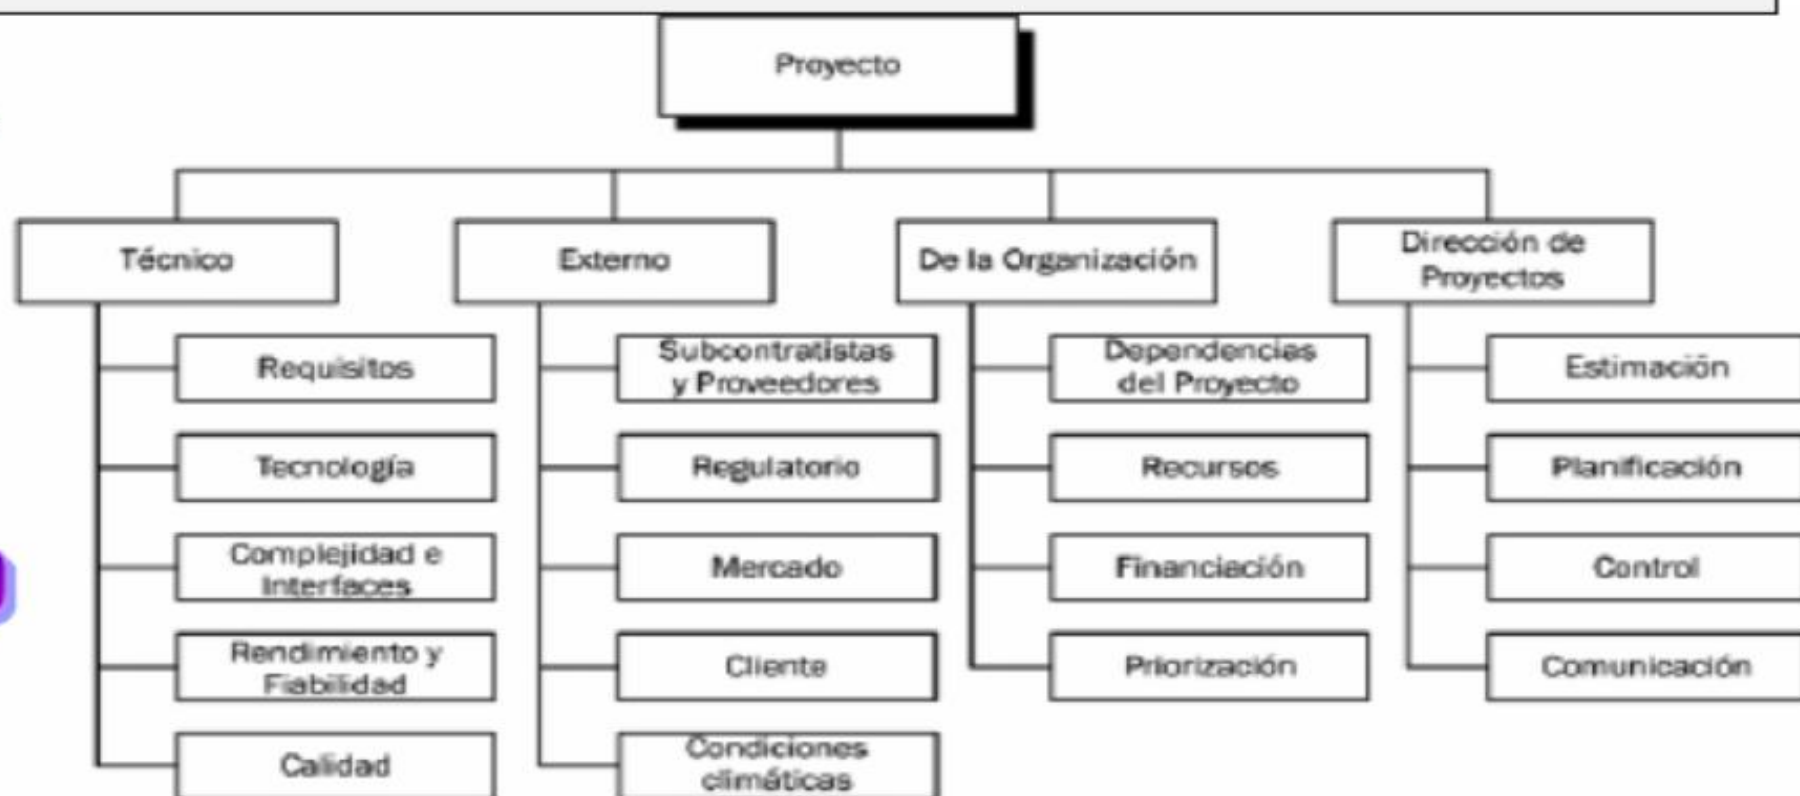 Proyecto
Técnico
Externo
De la Organización
Dirección de
Proyectos
Requisitos
Subcontratistas
y Proveedores
Dependencias
del Proyecto
Estimación
Tecnología
Regulatorio
Recursos
Planificación
Complejidad e
Interfaces
Mercado
Financiación
Control
Rendimiento y
Fiabilidad
Cliente
Priorización
Comunicación
Calidad
Condiciones
climáticas